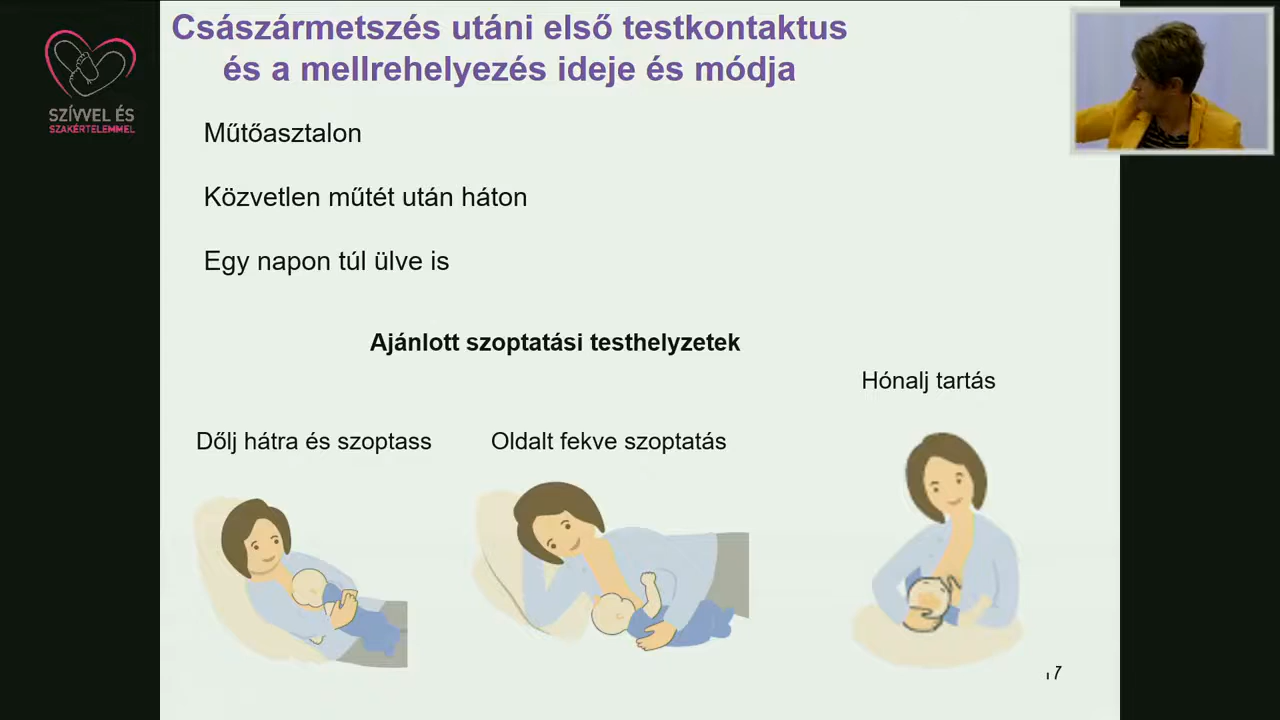 Császármetszés utáni első testkontaktus
és a mellrehelyezés ideje és módja
SZÍVVEL ÉS
SZAKÉRTELEMMEL
Műtőasztalon
Közvetlen műtét után háton
Egy napon túl ülve is
Ajánlott szoptatási testhelyzetek
Hónalj tartás
Dőlj hátra és szoptass
Oldalt fekve szoptatás
17